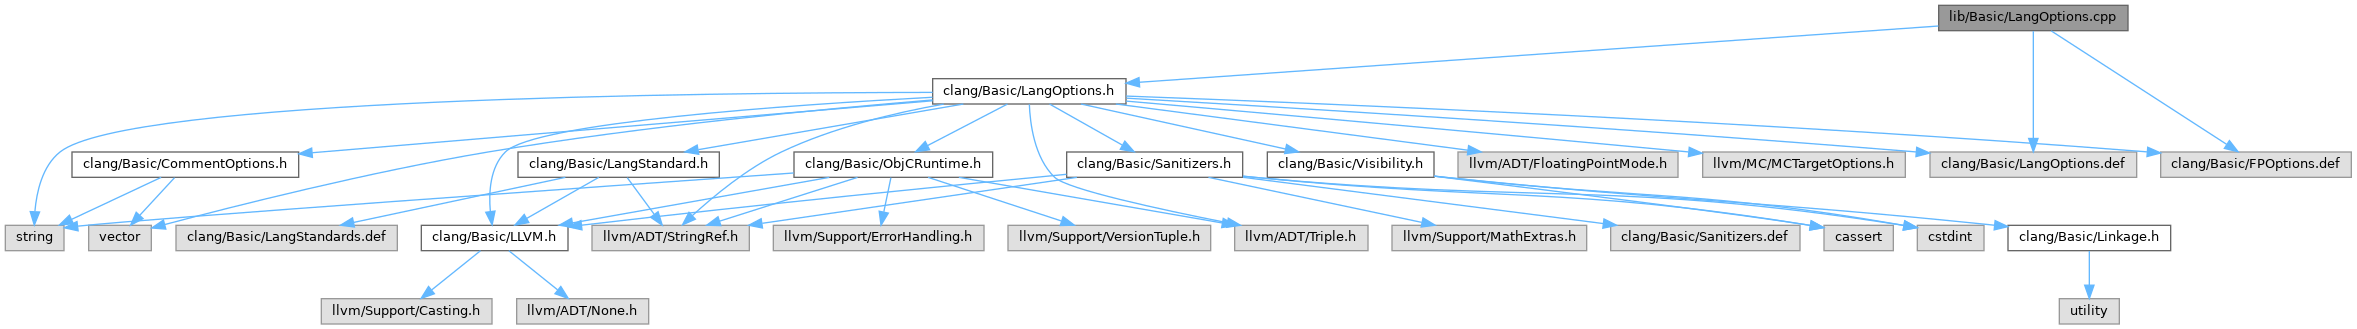 lib/Basic/LangOptions.cpp
clang/Basic/LangOptions.h
clang/Basic/CommentOptions.h
clang/Basic/LangStandard.h
clang/Basic/ObjCRuntime.h
clang/Basic/Sanitizers.h
clang/Basic/Visibility.h
llvm/ADT/FloatingPointMode.h
llvm/MC/MCTargetOptions.h
clang/Basic/LangOptions.def
clang/Basic/FPOptions.def
string
vector
clang/Basic/LangStandards.def
clang/Basic/LLVM.h
llvm/ADT/StringRef.h
llvm/Support/ErrorHandling.h
llvm/Support/VersionTuple.h
llvm/ADT/Triple.h
llvm/Support/MathExtras.h
clang/Basic/Sanitizers.def
cassert
cstdint
clang/Basic/Linkage.h
llvm/Support/Casting.h
llvm/ADT/None.h
utility